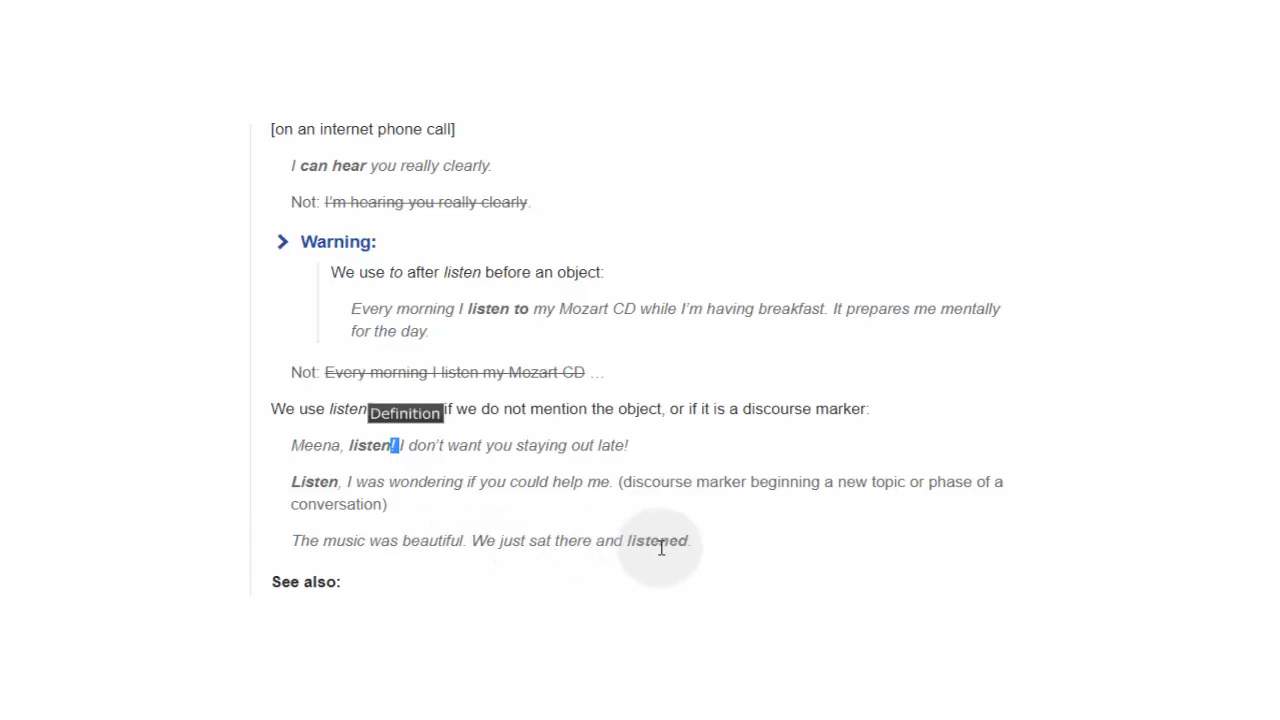 [on an internet phone call]
I can hear you really clearly.
Not: I'm hearing you really clearly.
Warning:
We use to after listen before an object:
Every morning I listen to my Mozart CD while I'm having breakfast. It prepares me mentally
for the day.
Not: Every morning I listen my Mozart CD …
We use listen Definition if we do not mention the object, or if it is a discourse marker:
Meena, listen! I don't want you staying out late!
Listen, I was wondering if you could help me. (discourse marker beginning a new topic or phase of a
conversation)
The music was beautiful. We just sat there and listened.
See also: